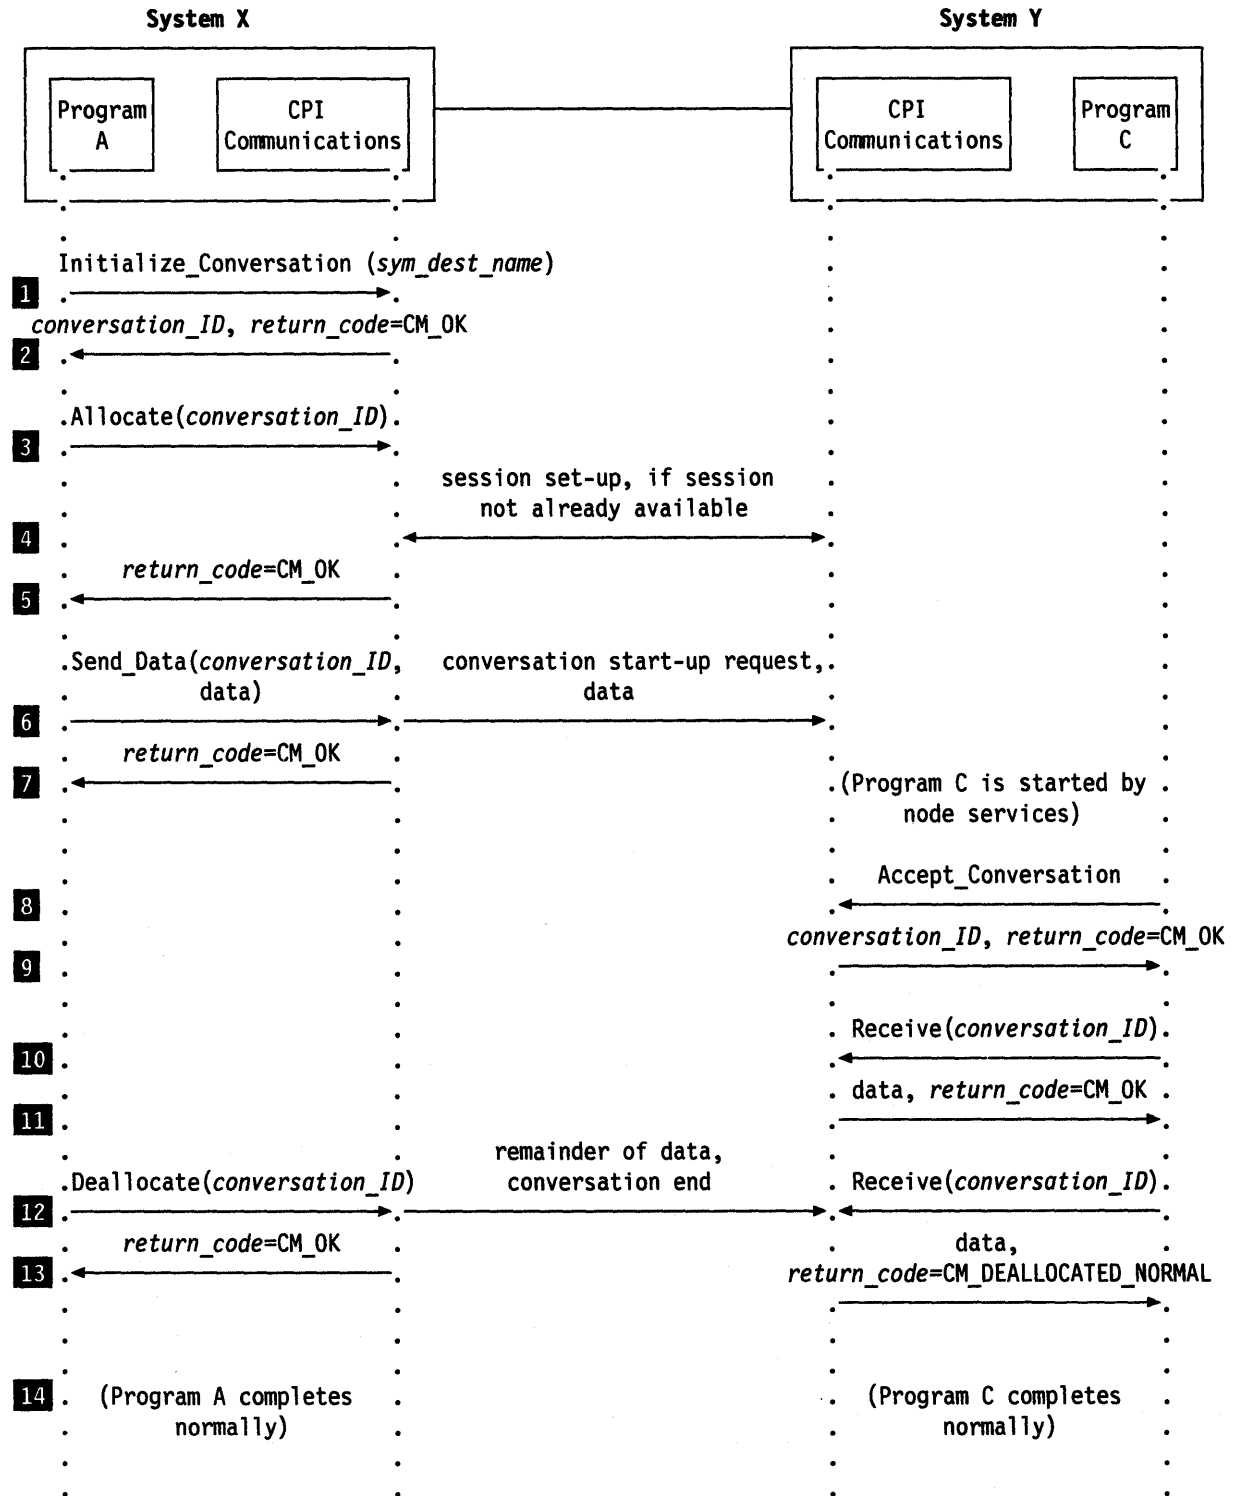 System X
System Y
Program
A
CPI
Communications
CPI
Communications
Program
C
Initialize_Conversation (sym_dest_name)
1
conversation_ID, return_code=CM_OK
2
Allocate(conversation_ID)
3
session set-up, if session
not already available
4
return_code=CM_OK
5
Send_Data(conversation_ID,
data)
conversation start-up request,
data
6
return_code=CM_OK
7
(Program C is started by
node services)
Accept_Conversation
8
conversation_ID, return_code=CM_OK
9
Receive(conversation_ID)
10
data, return_code=CM_OK
11
remainder of data,
conversation end
Deallocate(conversation_ID)
Receive(conversation_ID)
12
return_code=CM_OK
data,
13
return_code=CM_DEALLOCATED_NORMAL
14
(Program A completes
normally)
(Program C completes
normally)